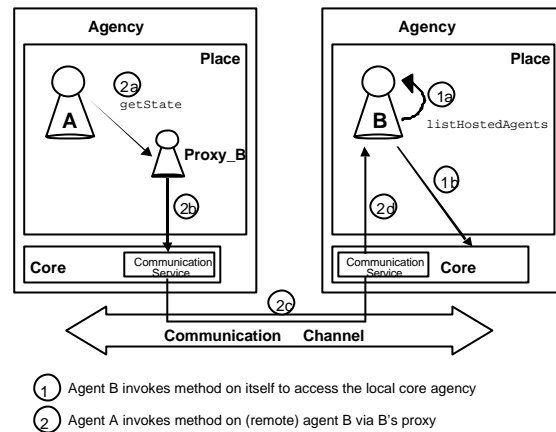 Agency
Place
2a
getState
A
Proxy_B
2b
Core
Communication
Service
Agency
Place
B
1a
listHostedAgents
1b
2d
Communication
Service
Core
2c
Communication Channel
1 Agent B invokes method on itself to access the local core agency
2 Agent A invokes method on (remote) agent B via B's proxy